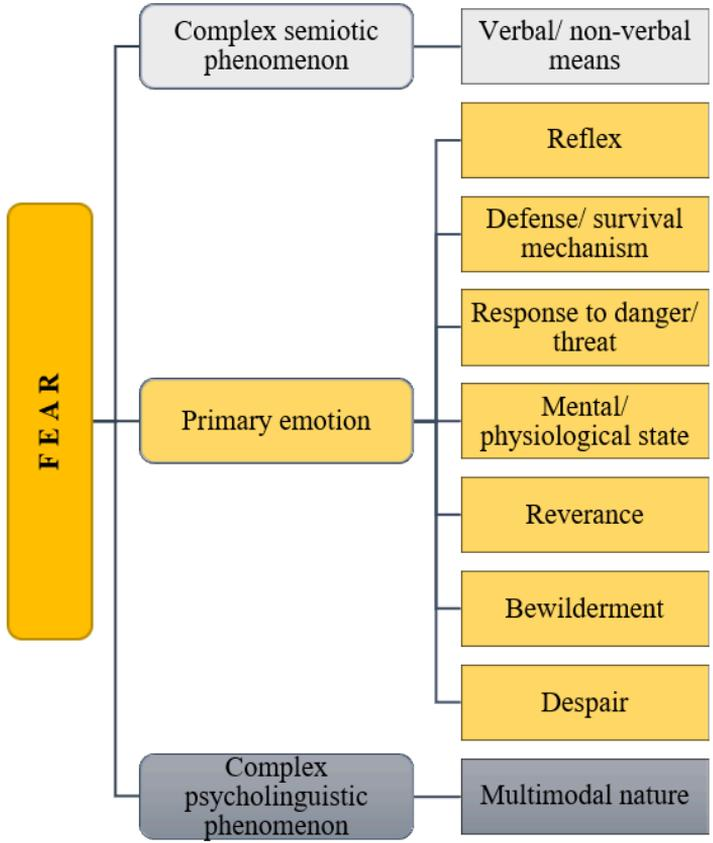 Complex semiotic
phenomenon
Verbal/ non-verbal
means
Reflex
Defense/ survival
mechanism
Response to danger/
threat
FEAR
Primary emotion
Mental/
physiological state
Reverance
Bewilderment
Despair
Complex
psycholinguistic
phenomenon
Multimodal nature